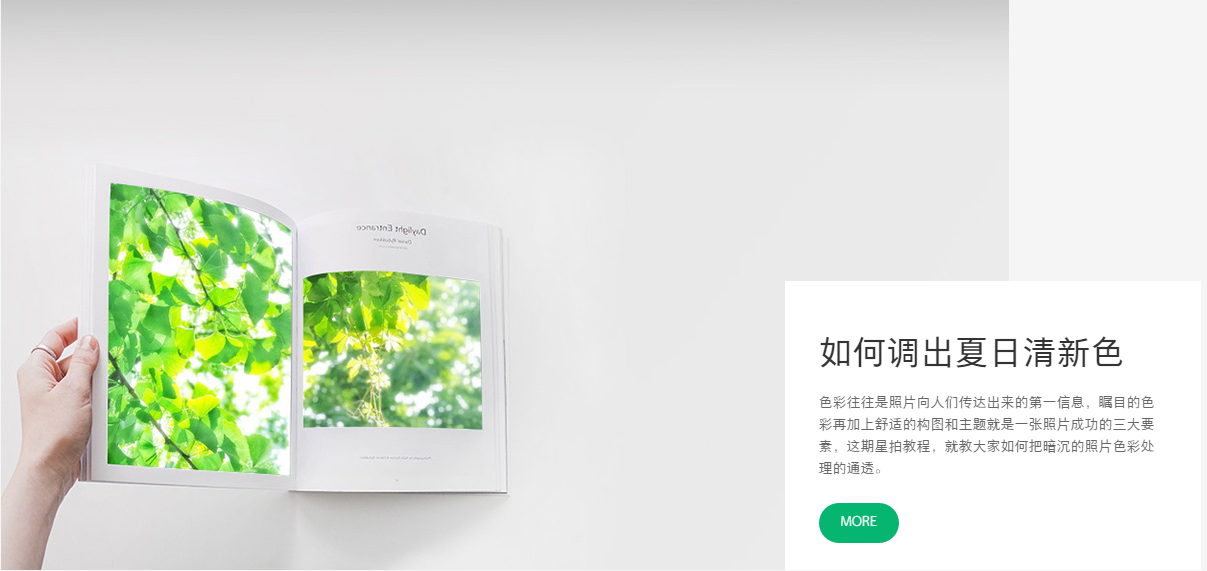 Daylight Entrance
如何调出夏日清新色
色彩往往是照片向人们传达出来的第一信息，瞩目的色
彩再加上舒适的构图和主题就是一张照片成功的三大要
素，这期星拍教程，就教大家如何把暗沉的照片色彩处
理的通透。
MORE